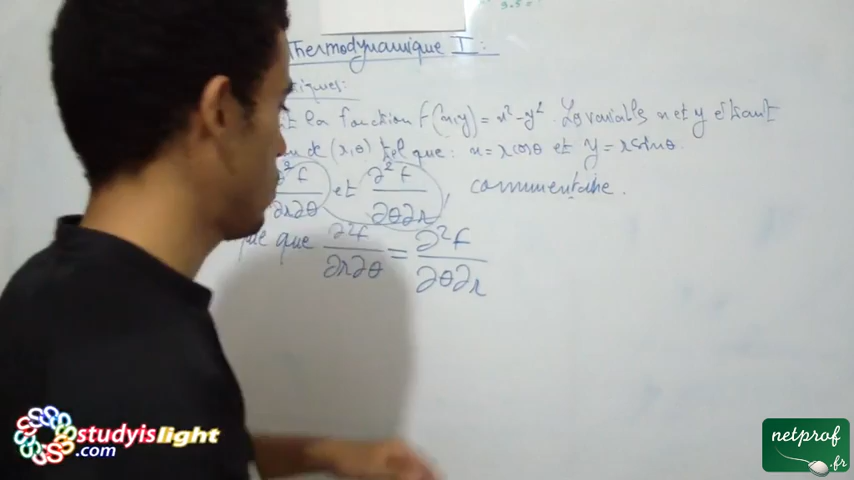 Thermodynamique I :
tiques:
t la fonction f(x,y) = x² - y². Les variables x et y étant
de (r,θ) tel que: x = r cosθ et y = r sinθ.
∂²f/∂r∂θ et ∂²f/∂θ∂r, commentaire.
que que ∂²f/∂r∂θ = ∂²f/∂θ∂r
studyislight
.com
netprof
.fr